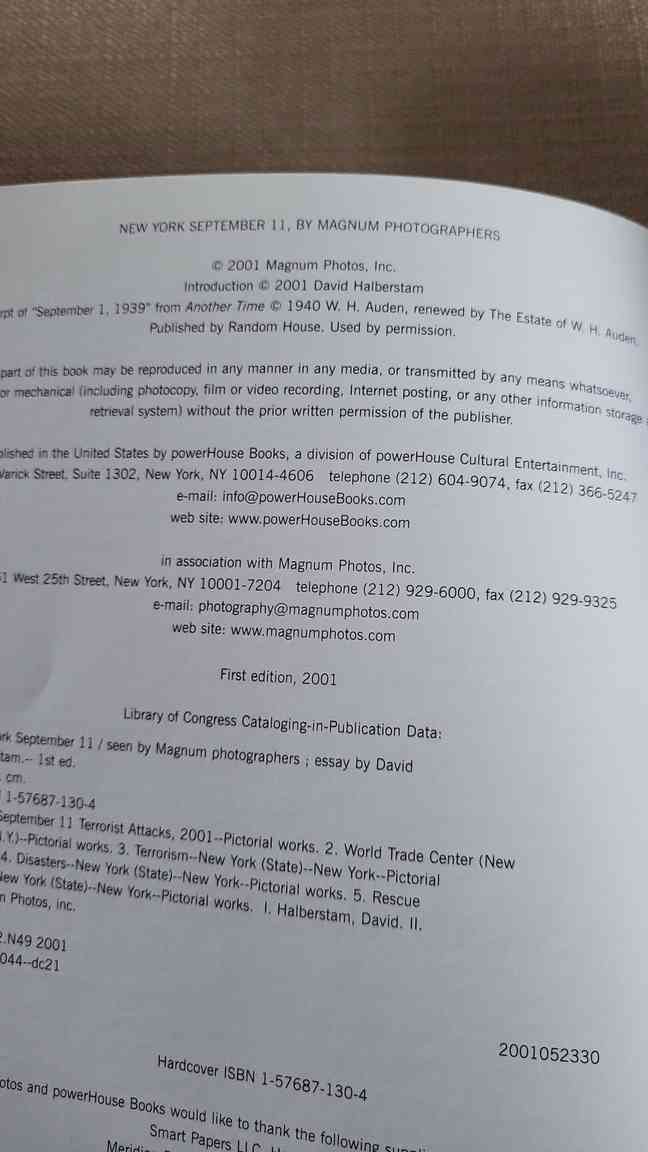 NEW YORK SEPTEMBER 11, BY MAGNUM PHOTOGRAPHERS
© 2001 Magnum Photos, Inc.
Introduction © 2001 David Halberstam
rpt of "September 1, 1939" from Another Time © 1940 W. H. Auden, renewed by The Estate of W. H. Auden.
Published by Random House. Used by permission.
part of this book may be reproduced in any manner in any media, or transmitted by any means whatsoever,
or mechanical (including photocopy, film or video recording, Internet posting, or any other information storage
retrieval system) without the prior written permission of the publisher.
blished in the United States by powerHouse Books, a division of powerHouse Cultural Entertainment, Inc.
Varick Street, Suite 1302, New York, NY 10014-4606 telephone (212) 604-9074, fax (212) 366-5247
e-mail: info@powerHouseBooks.com
web site: www.powerHouseBooks.com
in association with Magnum Photos, Inc.
51 West 25th Street, New York, NY 10001-7204 telephone (212) 929-6000, fax (212) 929-9325
e-mail: photography@magnumphotos.com
web site: www.magnumphotos.com
First edition, 2001
Library of Congress Cataloging-in-Publication Data:
rk September 11 / seen by Magnum photographers ; essay by David
tam.-- 1st ed.
cm.
1-57687-130-4
September 11 Terrorist Attacks, 2001--Pictorial works. 2. World Trade Center (New
.Y.)--Pictorial works. 3. Terrorism--New York (State)--New York--Pictorial
4. Disasters--New York (State)--New York--Pictorial works. 5. Rescue
New York (State)--New York--Pictorial works. I. Halberstam, David. II.
n Photos, inc.
2.N49 2001
044--dc21
2001052330
Hardcover ISBN 1-57687-130-4
otos and powerHouse Books would like to thank the following
Smart Papers LLC,